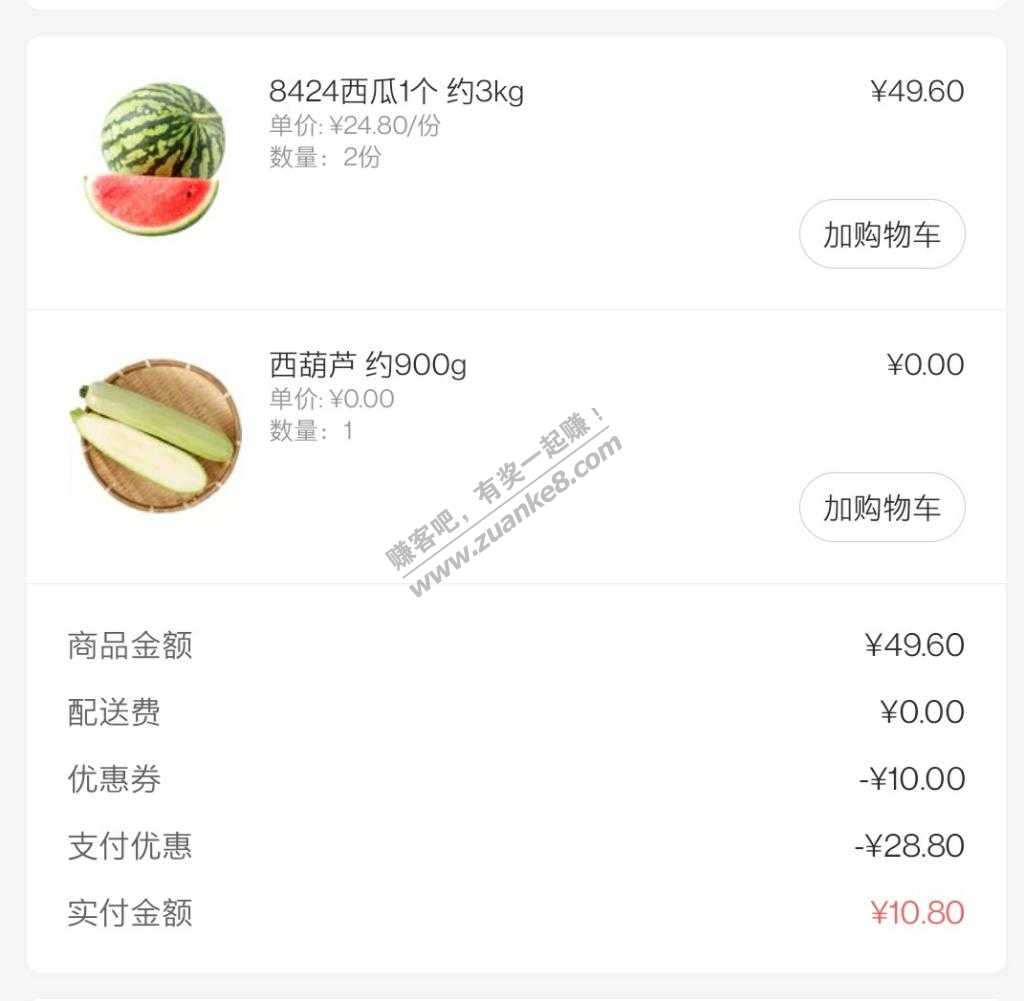 8424西瓜1个 约3kg
¥49.60
单价: ¥24.80/份
数量：2份
加购物车
西葫芦 约900g
¥0.00
单价: ¥0.00
数量：1
加购物车
赚客吧，有奖一起赚！
www.zuanke8.com
商品金额
¥49.60
配送费
¥0.00
优惠券
-¥10.00
支付优惠
-¥28.80
实付金额
¥10.80